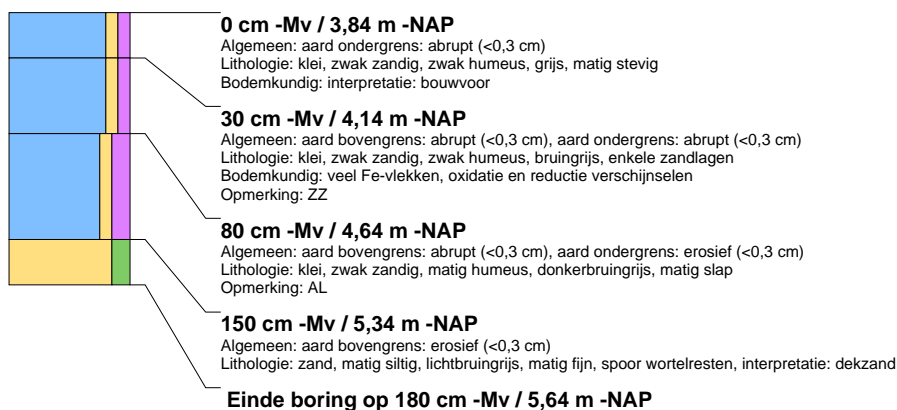 0 cm -Mv / 3,84 m -NAP
Algemeen: aard ondergrens: abrupt (<0,3 cm)
Lithologie: klei, zwak zandig, zwak humeus, grijs, matig stevig
Bodemkundig: interpretatie: bouwvoor
30 cm -Mv / 4,14 m -NAP
Algemeen: aard bovengrens: abrupt (<0,3 cm), aard ondergrens: abrupt (<0,3 cm)
Lithologie: klei, zwak zandig, zwak humeus, bruingrijs, enkele zandlagen
Bodemkundig: veel Fe-vlekken, oxidatie en reductie verschijnselen
Opmerking: ZZ
80 cm -Mv / 4,64 m -NAP
Algemeen: aard bovengrens: abrupt (<0,3 cm), aard ondergrens: erosief (<0,3 cm)
Lithologie: klei, zwak zandig, matig humeus, donkerbruingrijs, matig slap
Opmerking: AL
150 cm -Mv / 5,34 m -NAP
Algemeen: aard bovengrens: erosief (<0,3 cm)
Lithologie: zand, matig siltig, lichtbruingrijs, matig fijn, spoor wortelresten, interpretatie: dekzand
Einde boring op 180 cm -Mv / 5,64 m -NAP